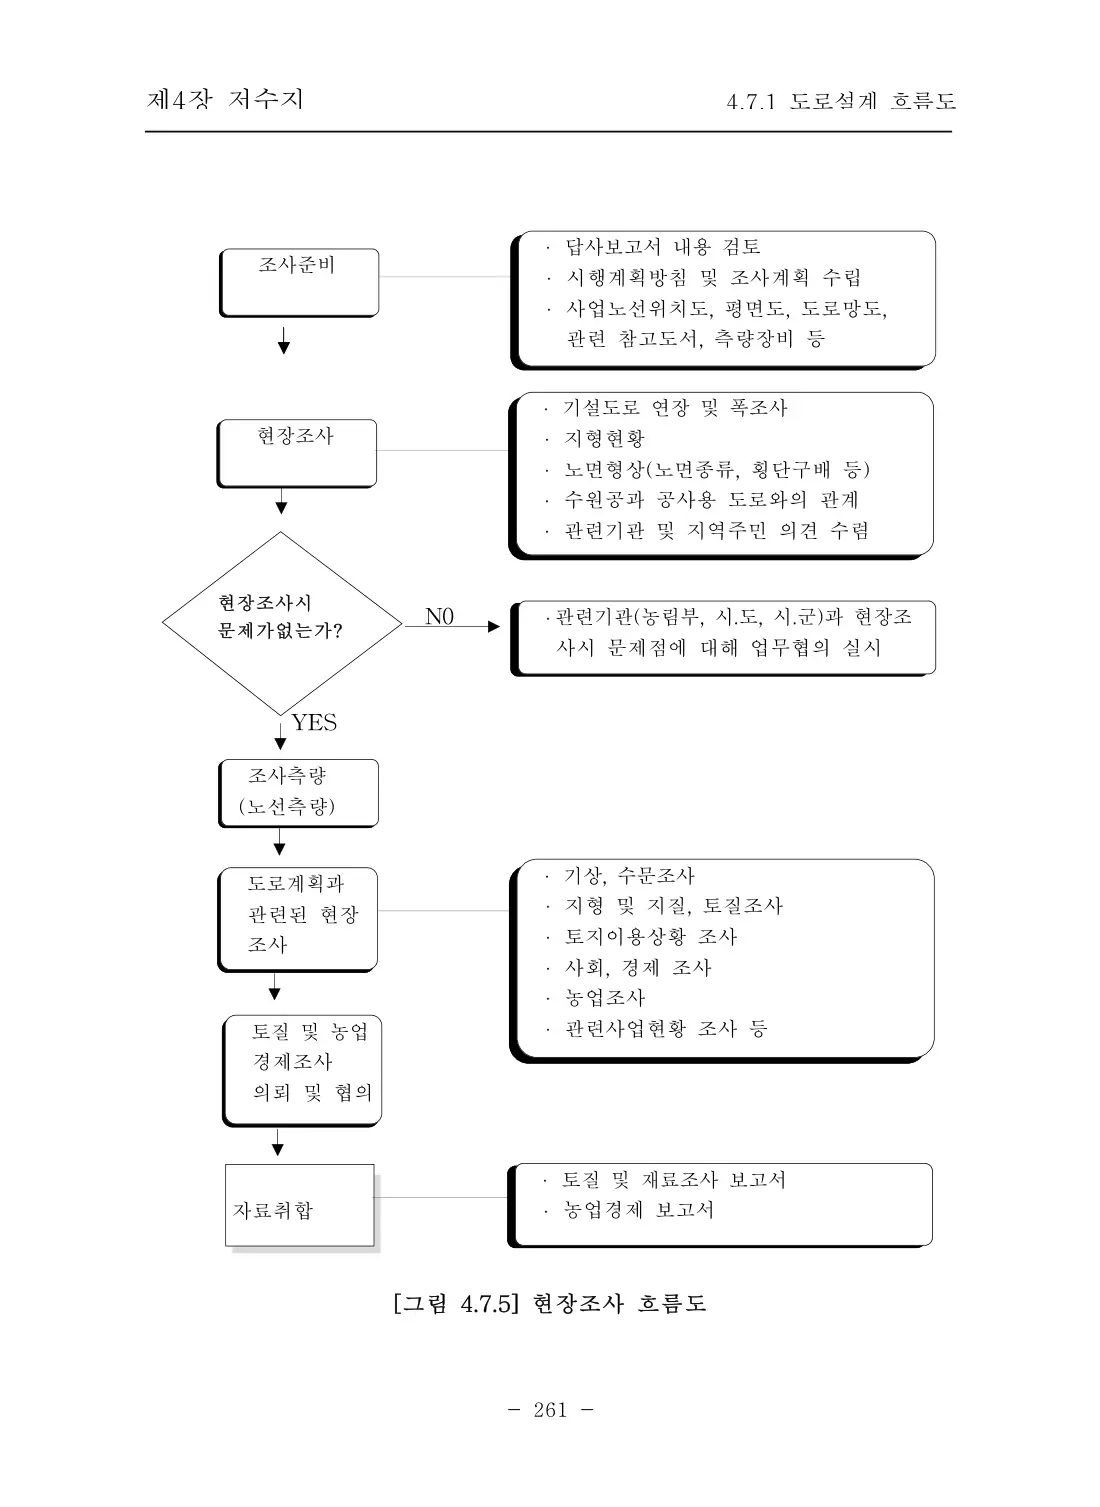 제4장 저수지
4.7.1 도로설계 흐름도
조사준비
· 답사보고서 내용 검토
· 시행계획방침 및 조사계획 수립
· 사업노선위치도, 평면도, 도로망도,
관련 참고도서, 측량장비 등
현장조사
· 기설도로 연장 및 폭조사
· 지형현황
· 노면형상(노면종류, 횡단구배 등)
· 수원공과 공사용 도로와의 관계
· 관련기관 및 지역주민 의견 수렴
현장조사시
문제가없는가?
N0
· 관련기관(농림부, 시.도, 시.군)과 현장조
사시 문제점에 대해 업무협의 실시
YES
조사측량
(노선측량)
도로계획과
관련된 현장
조사
· 기상, 수문조사
· 지형 및 지질, 토질조사
· 토지이용상황 조사
· 사회, 경제 조사
· 농업조사
· 관련사업현황 조사 등
토질 및 농업
경제조사
의뢰 및 협의
자료취합
· 토질 및 재료조사 보고서
· 농업경제 보고서
[그림 4.7.5] 현장조사 흐름도
- 261 -